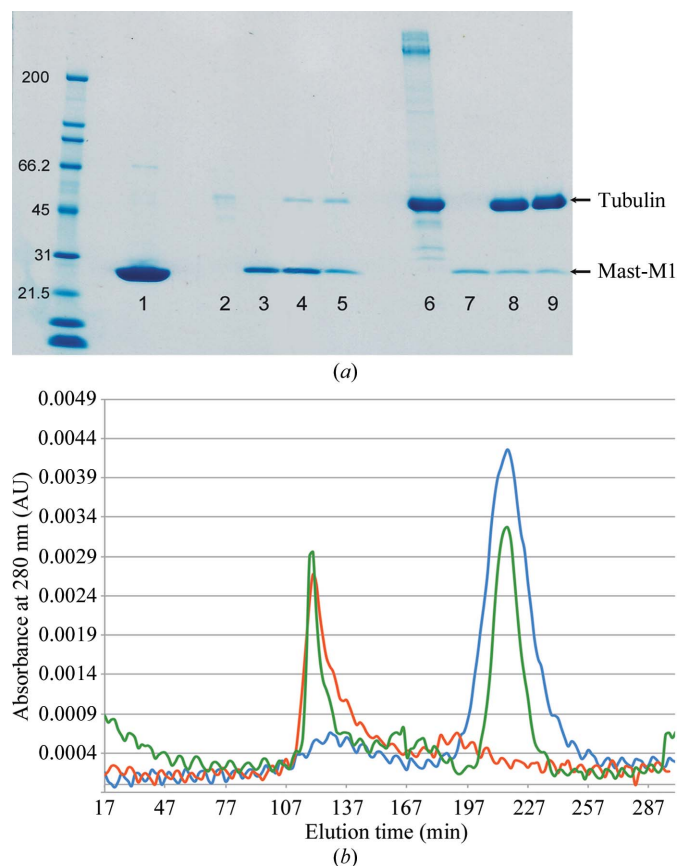 200
66.2
45
31
21.5
Tubulin
Mast-M1
1 2 3 4 5 6 7 8 9
(a)
0.0049
0.0044
0.0039
0.0034
0.0029
0.0024
0.0019
0.0014
0.0009
0.0004
Absorbance at 280 nm (AU)
17 47 77 107 137 167 197 227 257 287
Elution time (min)
(b)